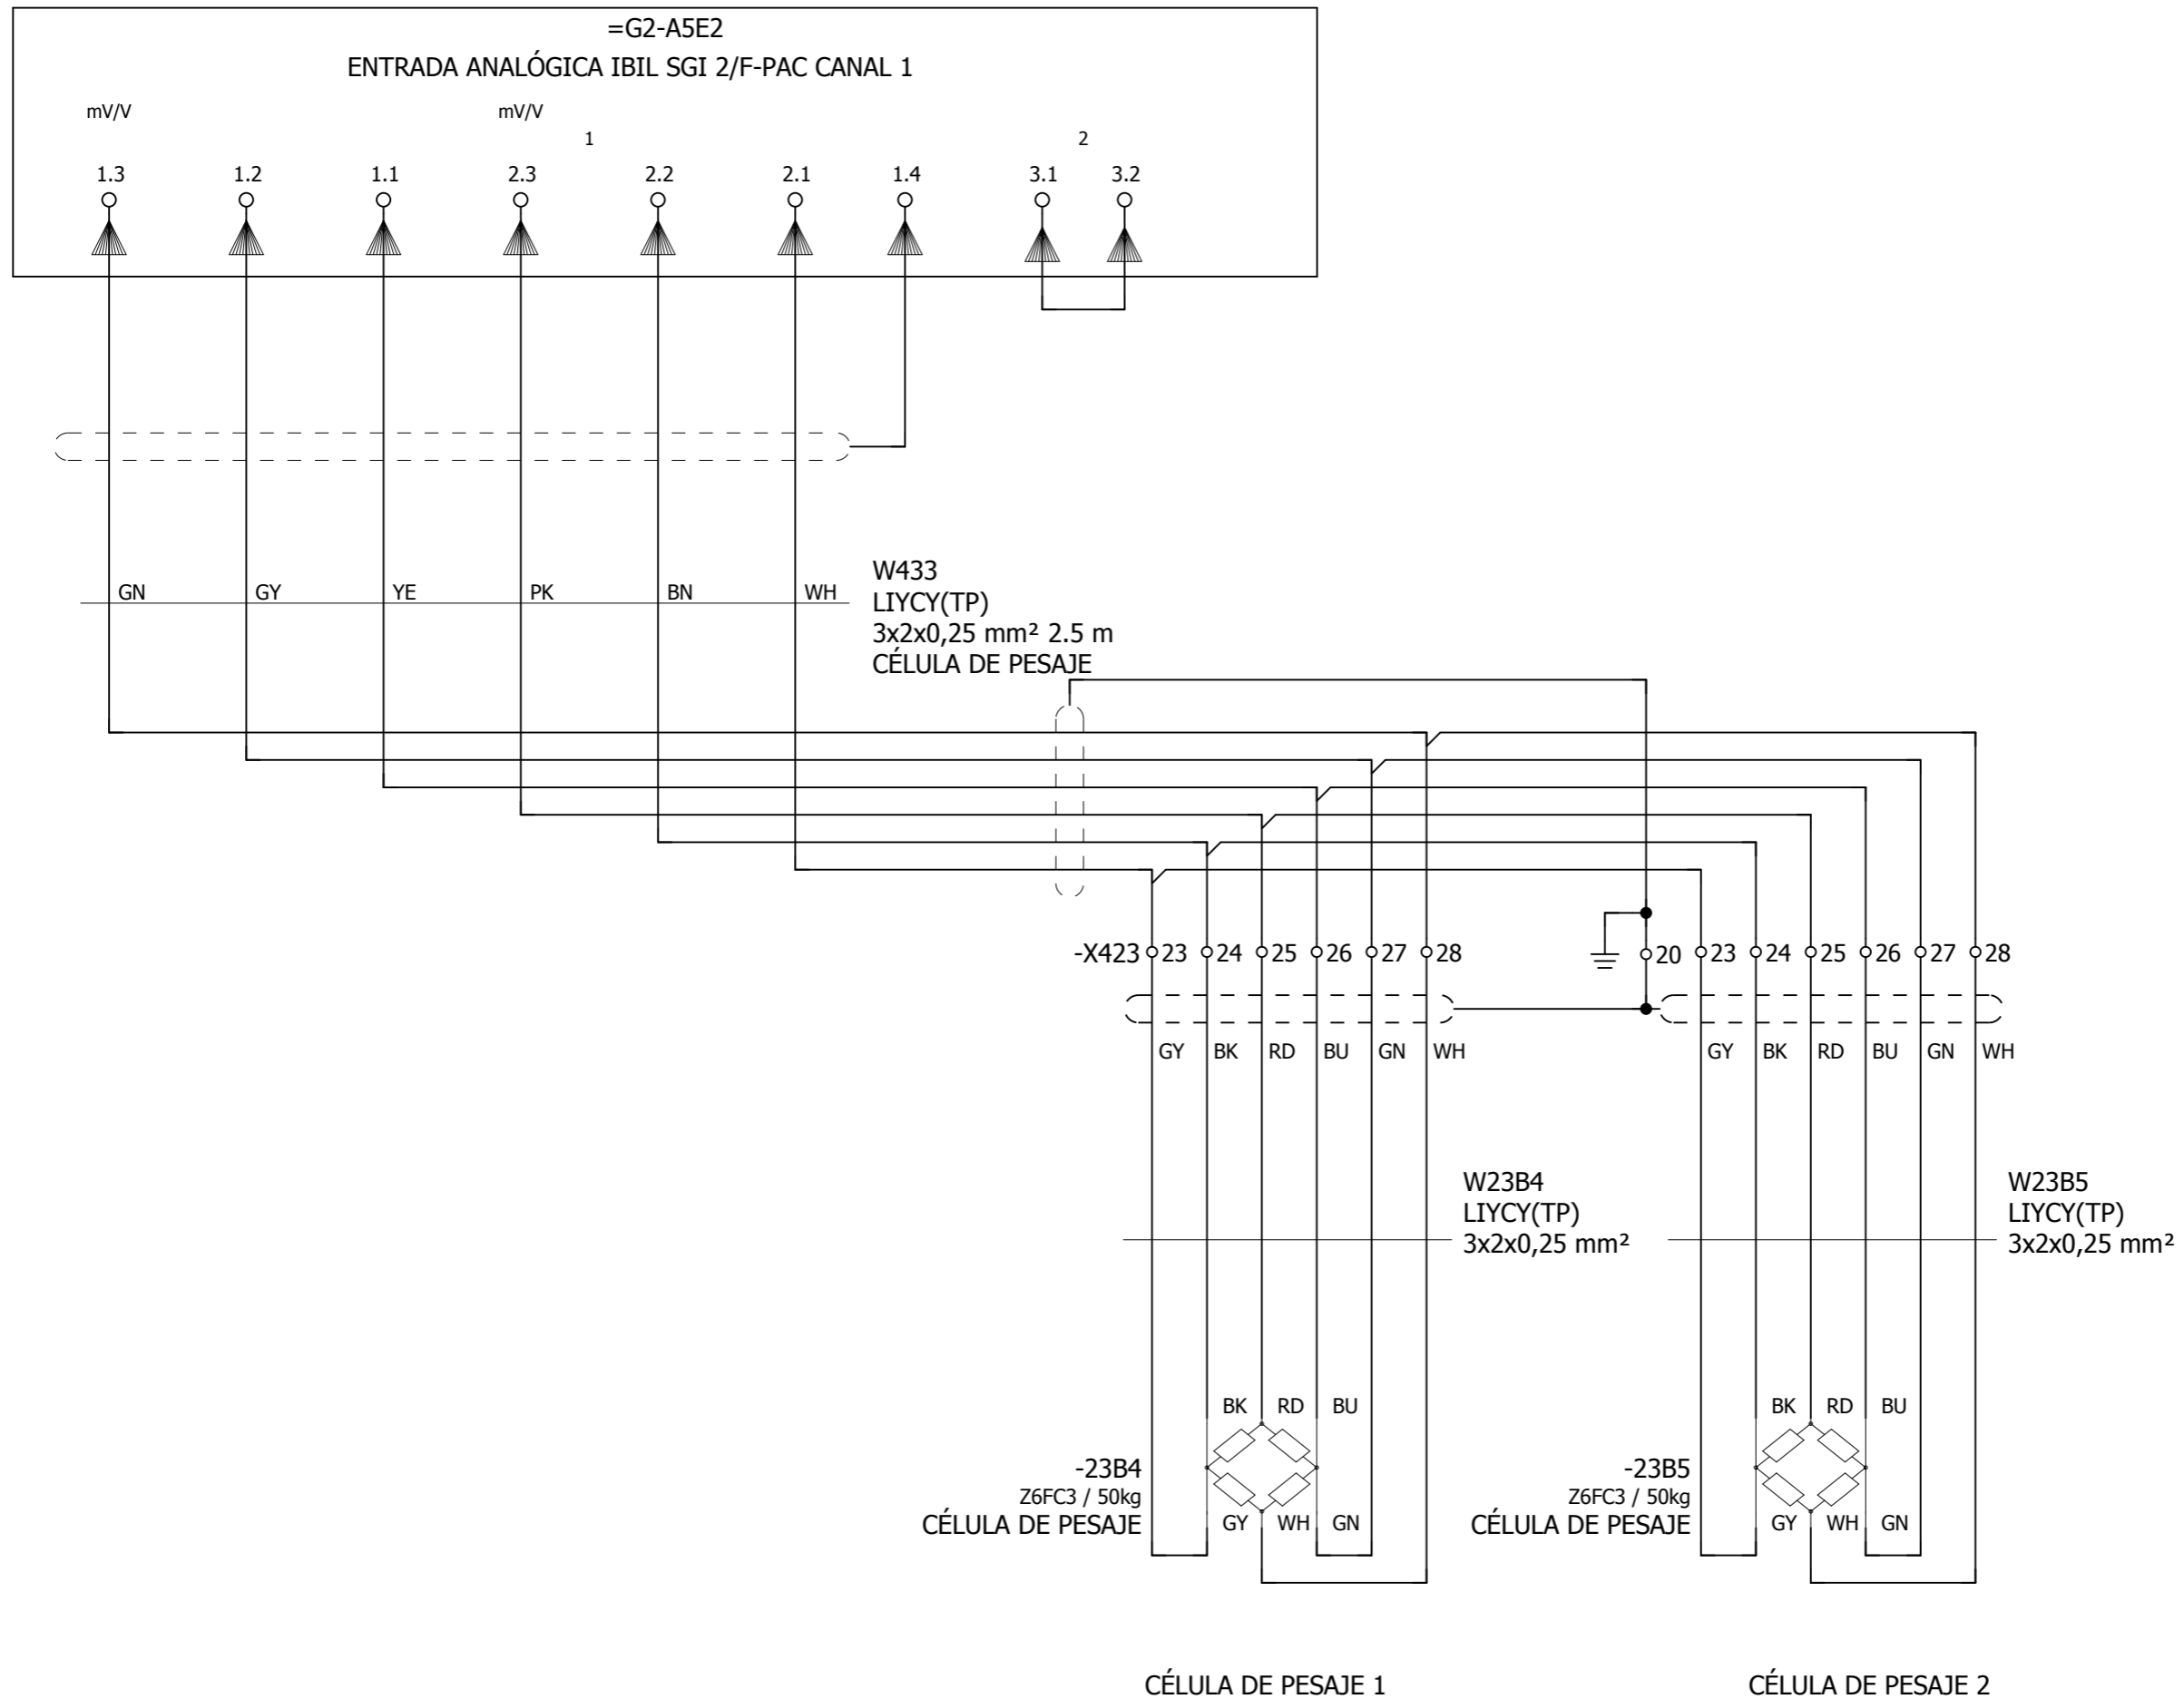 =G2-A5E2
ENTRADA ANALÓGICA IBIL SGI 2/F-PAC CANAL 1
mV/V mV/V
1 2
1.3 1.2 1.1 2.3 2.2 2.1 1.4 3.1 3.2
GN GY YE PK BN WH
W433
LIYCY(TP)
3x2x0,25 mm² 2.5 m
CÉLULA DE PESAJE
-X423 23 24 25 26 27 28 20 23 24 25 26 27 28
GY BK RD BU GN WH GY BK RD BU GN WH
W23B4
LIYCY(TP)
3x2x0,25 mm²
W23B5
LIYCY(TP)
3x2x0,25 mm²
BK RD BU
-23B4
Z6FC3 / 50kg
CÉLULA DE PESAJE
GY WH GN
BK RD BU
-23B5
Z6FC3 / 50kg
CÉLULA DE PESAJE
GY WH GN
CÉLULA DE PESAJE 1
CÉLULA DE PESAJE 2